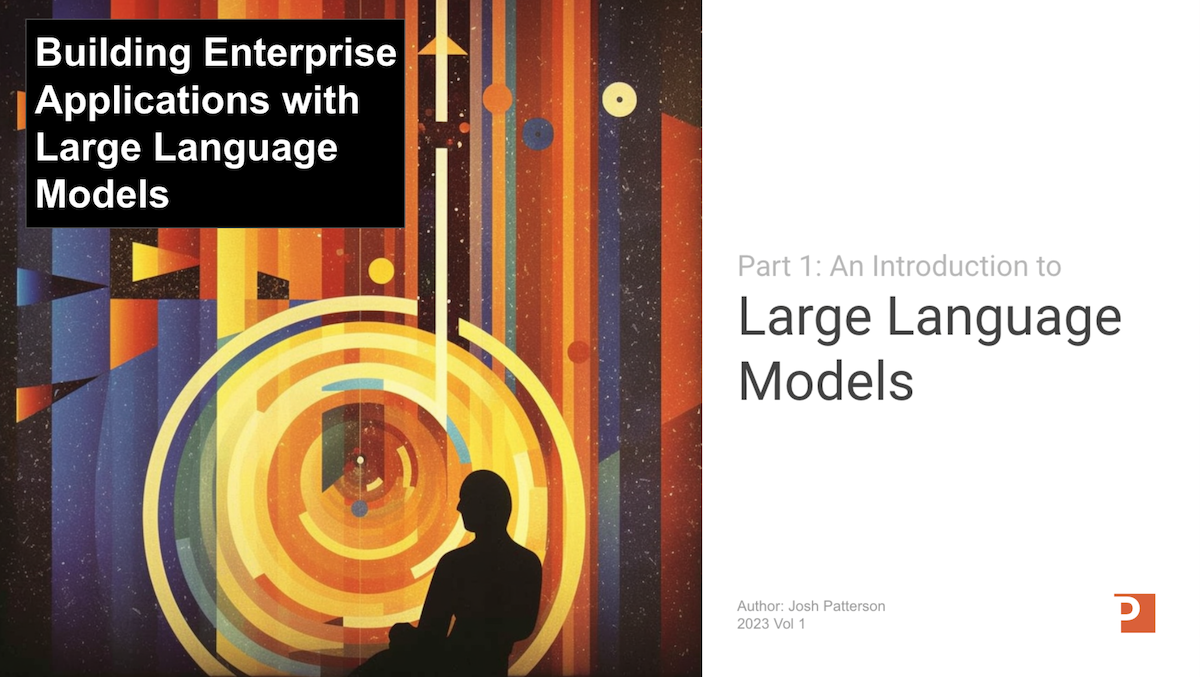 Building Enterprise
Applications with
Large Language
Models
Part 1: An Introduction to
Large Language
Models
Author: Josh Patterson
2023 Vol 1
P